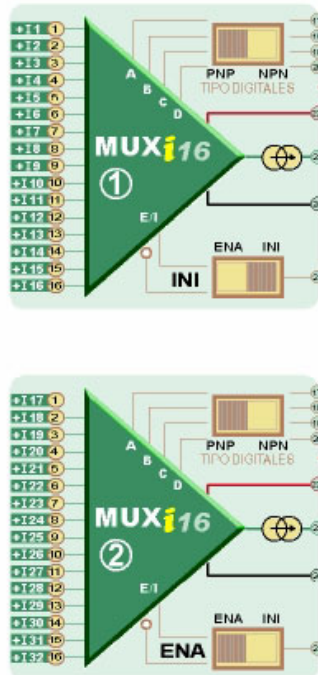 +I1 1
+I2 2
+I3 3
+I4 4
+I5 5
+I6 6
+I7 7
+I8 8
+I9 9
+I10 10
+I11 11
+I12 12
+I13 13
+I14 14
+I15 15
+I16 16
A
B
C
D
PNP NPN
TIPO DIGITALES
MUXi16
1
E/I
ENA INI
INI
+I17 1
+I18 2
+I19 3
+I20 4
+I21 5
+I22 6
+I23 7
+I24 8
+I25 9
+I26 10
+I27 11
+I28 12
+I29 13
+I30 14
+I31 15
+I32 16
A
B
C
D
PNP NPN
TIPO DIGITALES
MUXi16
2
E/I
ENA INI
ENA